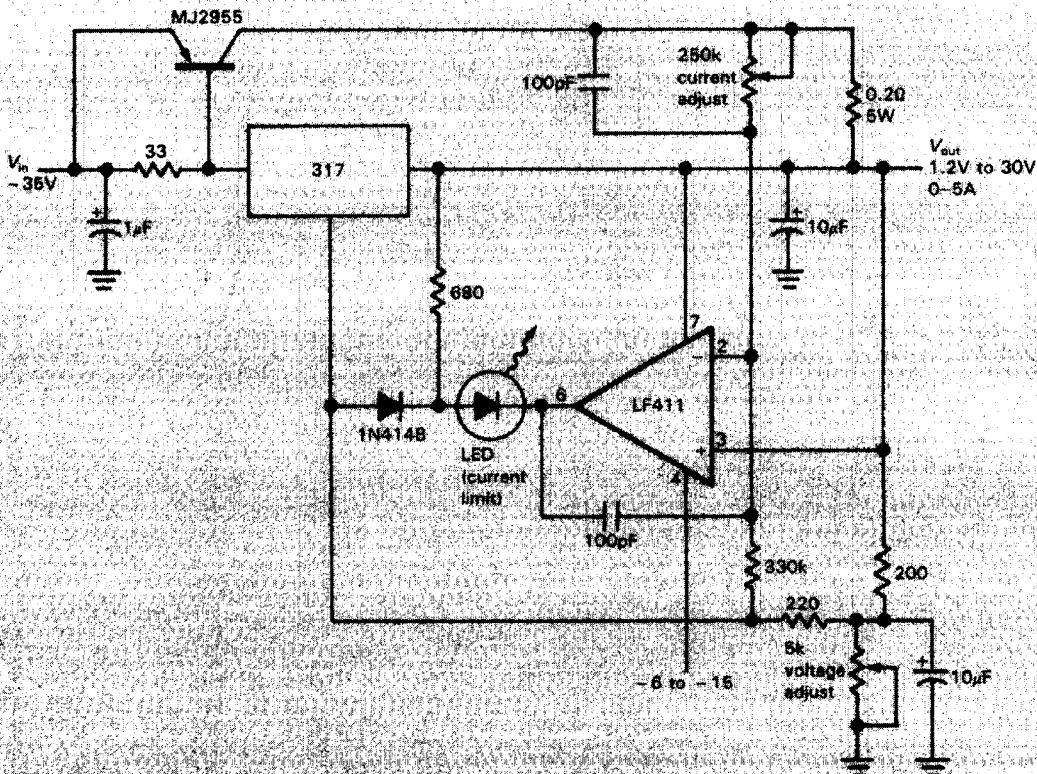 MJ2955
100pF
250k
current
adjust
0.2Ω
5W
Vin
~35V
33
317
Vout
1.2V to 30V
0–5A
1µF
10µF
680
7
2
–
6
LF411
1N4148
LED
(current
limit)
+
3
4
100pF
330k
200
220
5k
voltage
adjust
10µF
–6 to –15